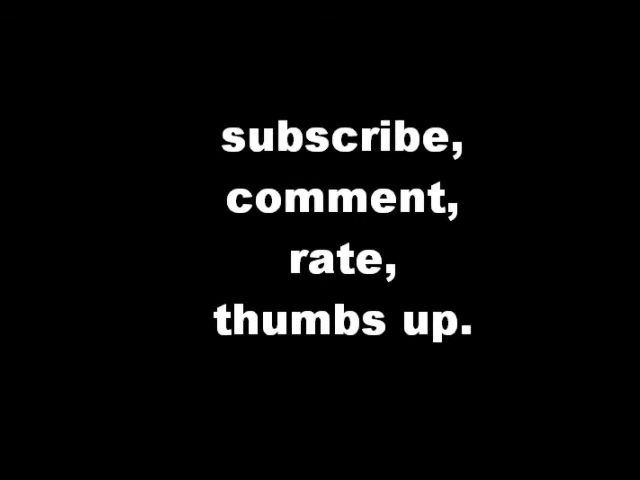 subscribe,
comment,
rate,
thumbs up.